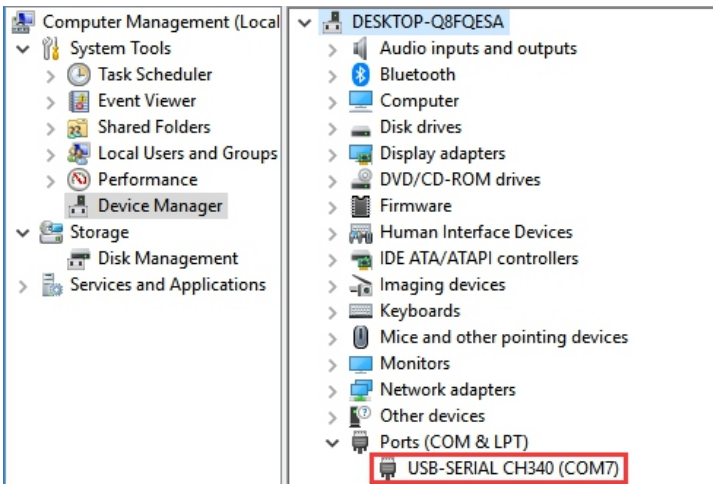 Computer Management (Local
System Tools
Task Scheduler
Event Viewer
Shared Folders
Local Users and Groups
Performance
Device Manager
Storage
Disk Management
Services and Applications
DESKTOP-Q8FQESA
Audio inputs and outputs
Bluetooth
Computer
Disk drives
Display adapters
DVD/CD-ROM drives
Firmware
Human Interface Devices
IDE ATA/ATAPI controllers
Imaging devices
Keyboards
Mice and other pointing devices
Monitors
Network adapters
Other devices
Ports (COM & LPT)
USB-SERIAL CH340 (COM7)